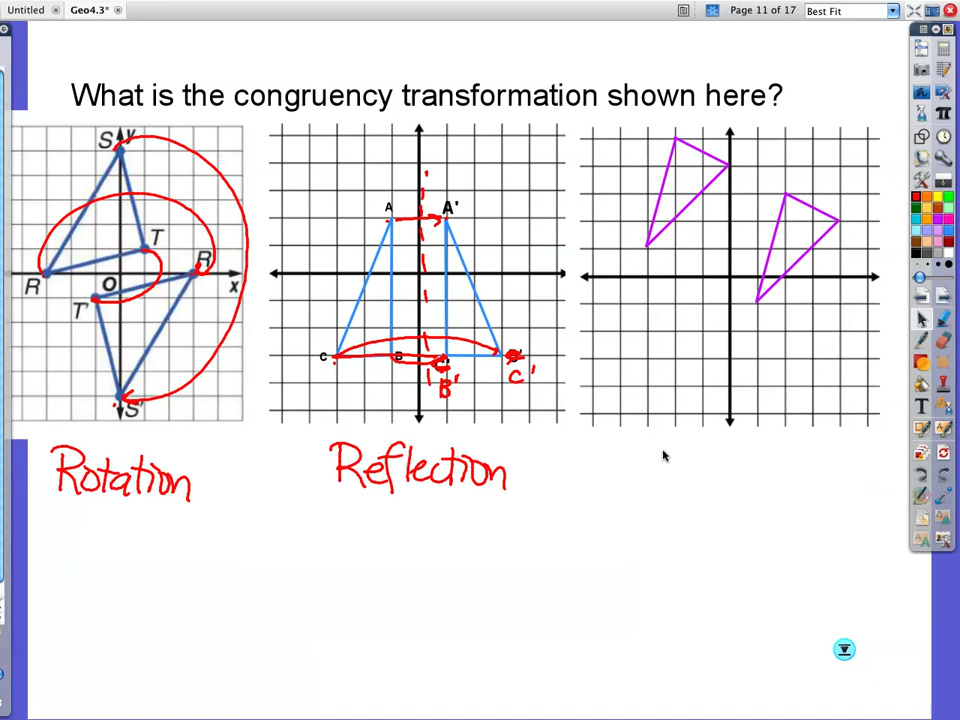 Untitled
Geo4.3*
Page 11 of 17
Best Fit
What is the congruency transformation shown here?
S y
T
R
R
O
x
T'
S'
A
A'
C
B
B'
C'
Rotation
Reflection
T